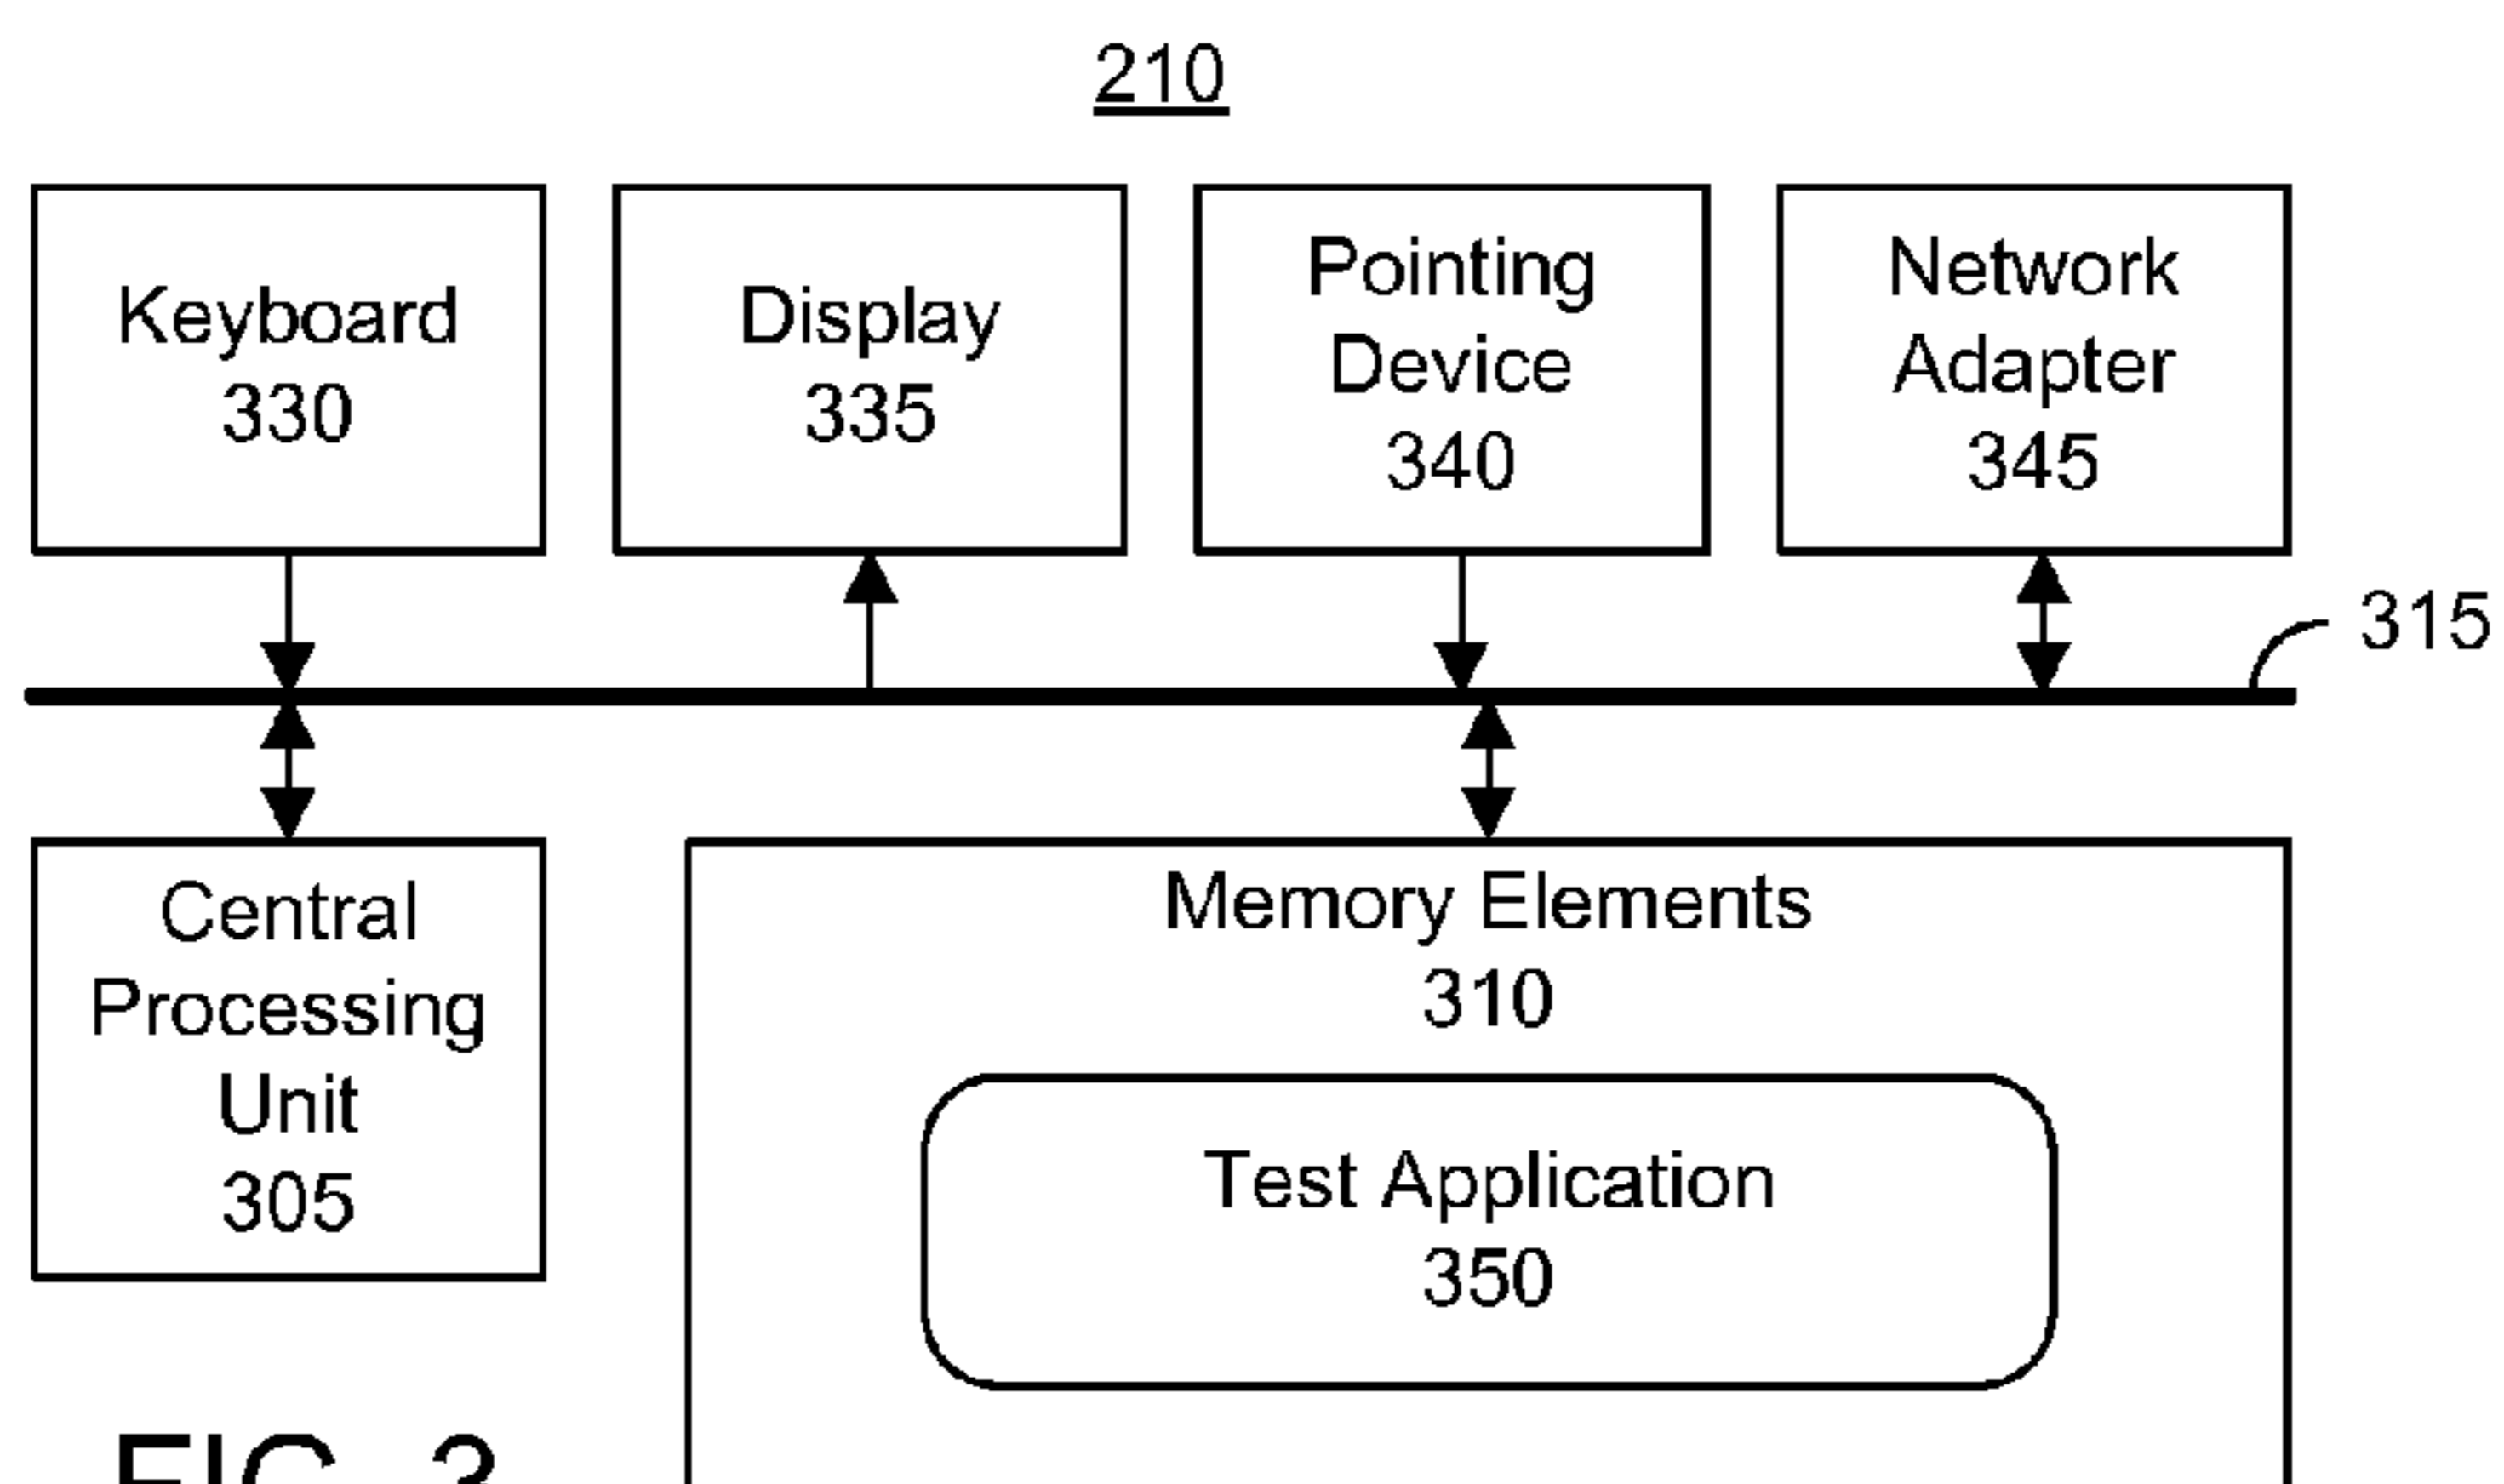 210
Keyboard
330
Display
335
Pointing
Device
340
Network
Adapter
345
315
Central
Processing
Unit
305
Memory Elements
310
Test Application
350
FIG.